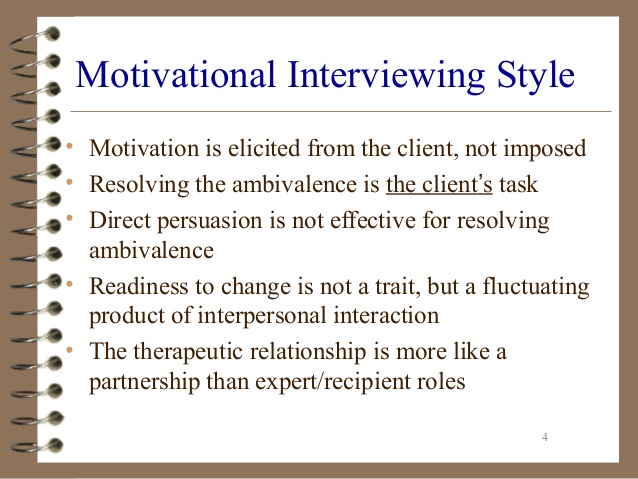 Motivational Interviewing Style
• Motivation is elicited from the client, not imposed
• Resolving the ambivalence is the client’s task
• Direct persuasion is not effective for resolving
ambivalence
• Readiness to change is not a trait, but a fluctuating
product of interpersonal interaction
• The therapeutic relationship is more like a
partnership than expert/recipient roles
4